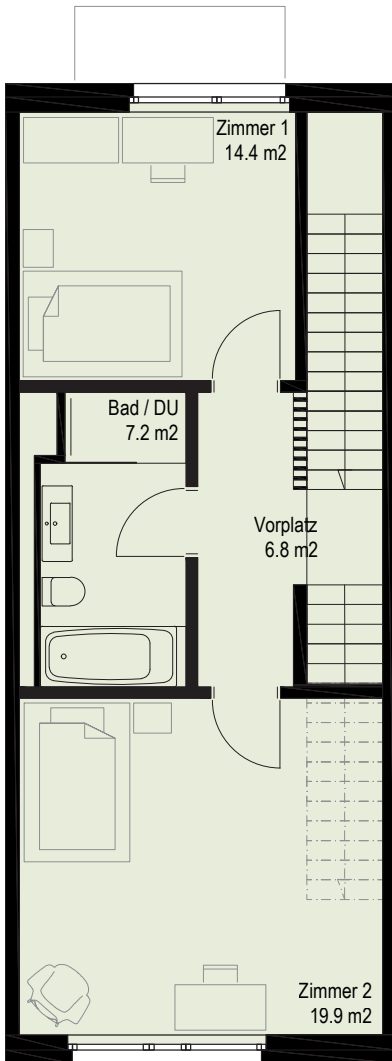 Zimmer 1
14.4 m2
Bad / DU
7.2 m2
Vorplatz
6.8 m2
Zimmer 2
19.9 m2